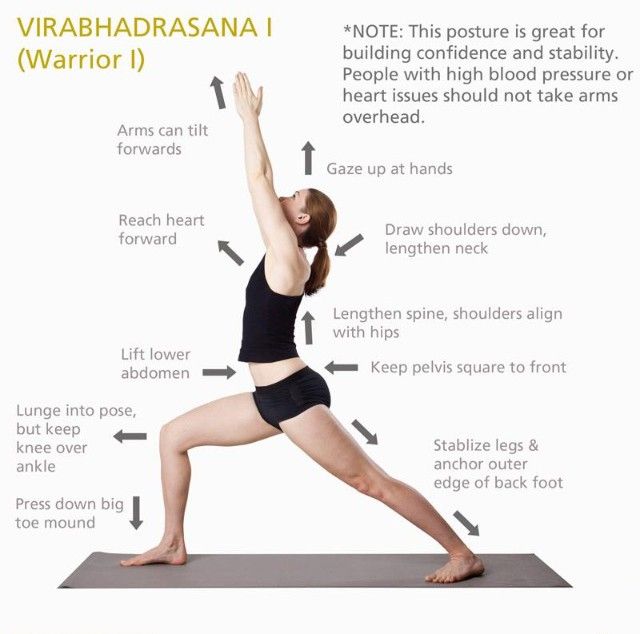 VIRABHADRASANA I
(Warrior I)
*NOTE: This posture is great for
building confidence and stability.
People with high blood pressure or
heart issues should not take arms
overhead.
Arms can tilt
forwards
Gaze up at hands
Reach heart
forward
Draw shoulders down,
lengthen neck
Lengthen spine, shoulders align
with hips
Lift lower
abdomen
Keep pelvis square to front
Lunge into pose,
but keep
knee over
ankle
Stablize legs &
anchor outer
edge of back foot
Press down big
toe mound